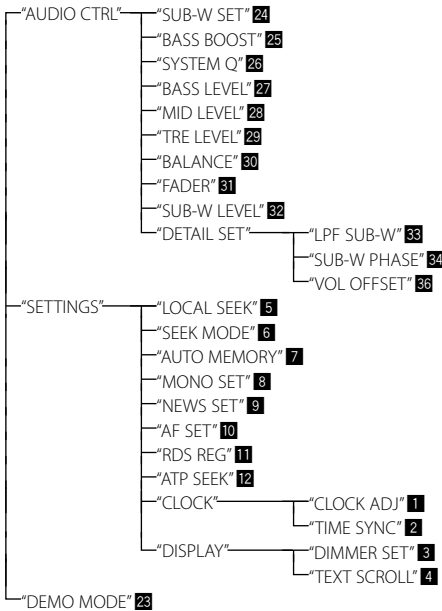 “AUDIO CTRL” “SUB-W SET” 24
“BASS BOOST” 25
“SYSTEM Q” 26
“BASS LEVEL” 27
“MID LEVEL” 28
“TRE LEVEL” 29
“BALANCE” 30
“FADER” 31
“SUB-W LEVEL” 32
“DETAIL SET” “LPF SUB-W” 33
“SUB-W PHASE” 34
“VOL OFFSET” 36
“SETTINGS” “LOCAL SEEK” 5
“SEEK MODE” 6
“AUTO MEMORY” 7
“MONO SET” 8
“NEWS SET” 9
“AF SET” 10
“RDS REG” 11
“ATP SEEK” 12
“CLOCK” “CLOCK ADJ” 1
“TIME SYNC” 2
“DISPLAY” “DIMMER SET” 3
“TEXT SCROLL” 4
“DEMO MODE” 23